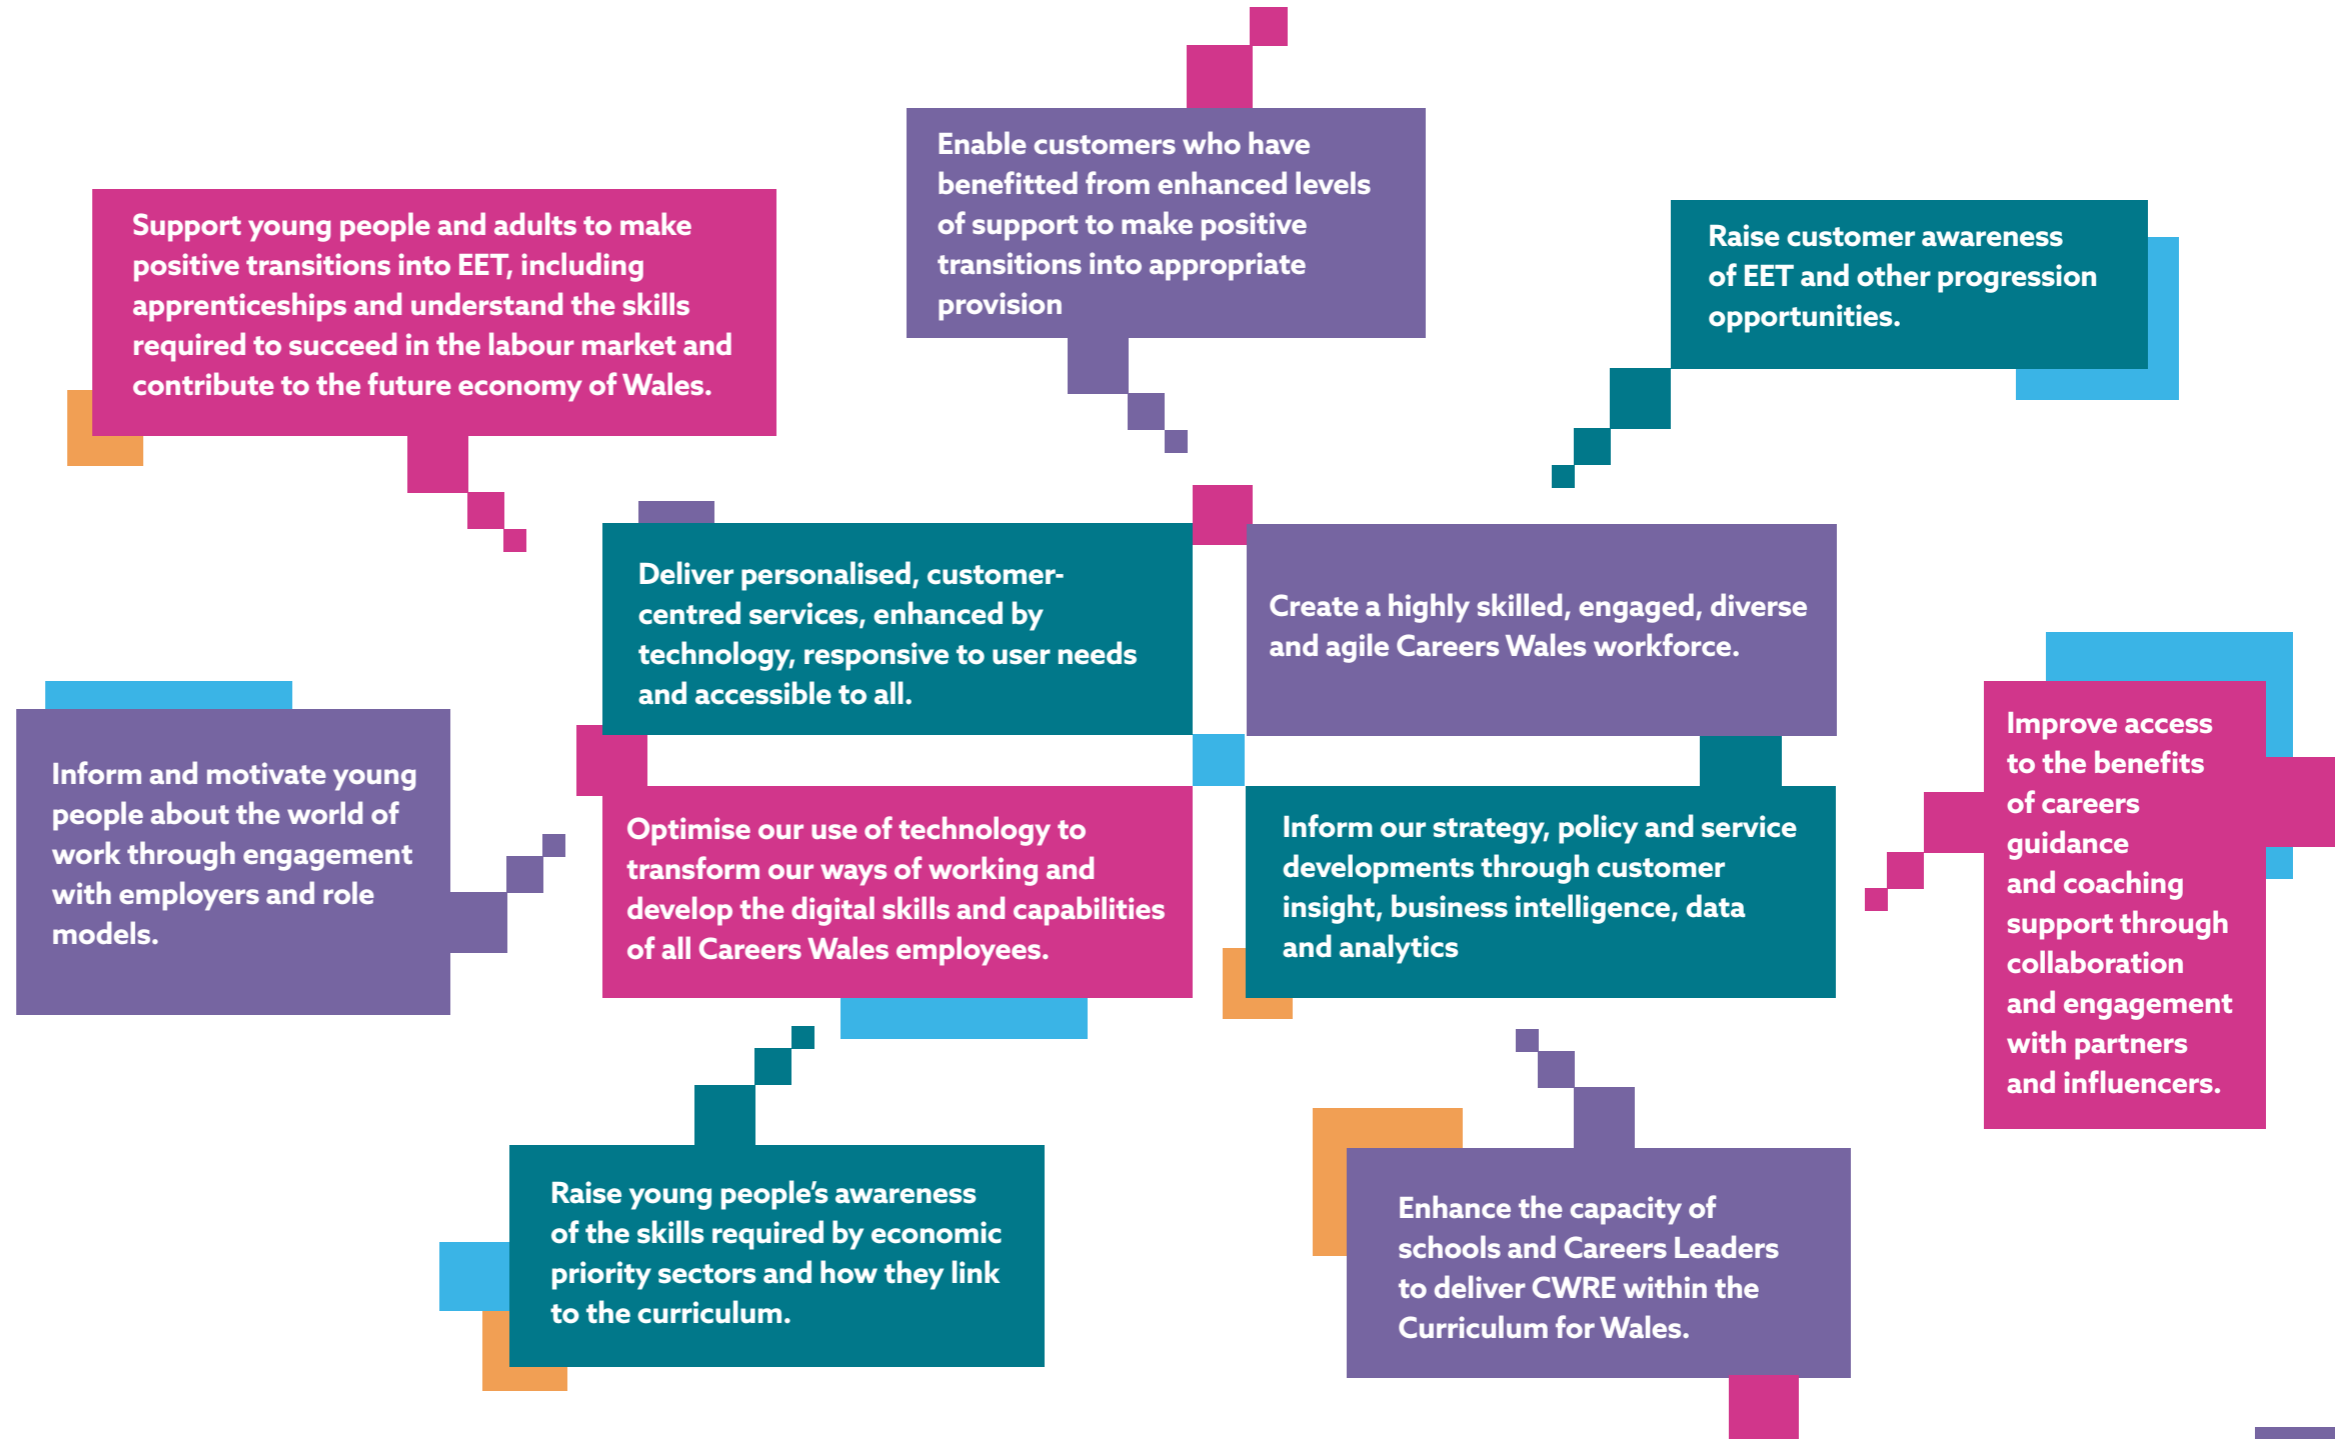 Enable customers who have
benefitted from enhanced levels
of support to make positive
transitions into appropriate
provision
Support young people and adults to make
positive transitions into EET, including
apprenticeships and understand the skills
required to succeed in the labour market and
contribute to the future economy of Wales.
Raise customer awareness
of EET and other progression
opportunities.
Deliver personalised, customer-
centred services, enhanced by
technology, responsive to user needs
and accessible to all.
Create a highly skilled, engaged, diverse
and agile Careers Wales workforce.
Inform and motivate young
people about the world of
work through engagement
with employers and role
models.
Optimise our use of technology to
transform our ways of working and
develop the digital skills and capabilities
of all Careers Wales employees.
Inform our strategy, policy and service
developments through customer
insight, business intelligence, data
and analytics
Improve access
to the benefits
of careers
guidance
and coaching
support through
collaboration
and engagement
with partners
and influencers.
Raise young people’s awareness
of the skills required by economic
priority sectors and how they link
to the curriculum.
Enhance the capacity of
schools and Careers Leaders
to deliver CWRE within the
Curriculum for Wales.